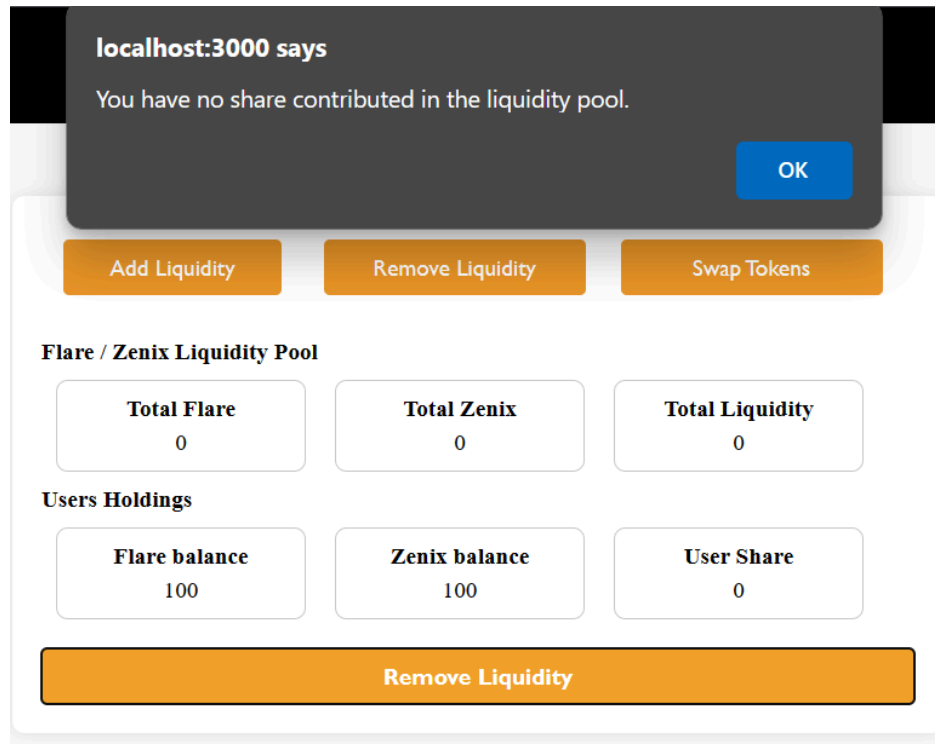 localhost:3000 says
You have no share contributed in the liquidity pool.
OK
Add Liquidity Remove Liquidity Swap Tokens
Flare / Zenix Liquidity Pool
Total Flare Total Zenix Total Liquidity
0 0 0
Users Holdings
Flare balance Zenix balance User Share
100 100 0
Remove Liquidity